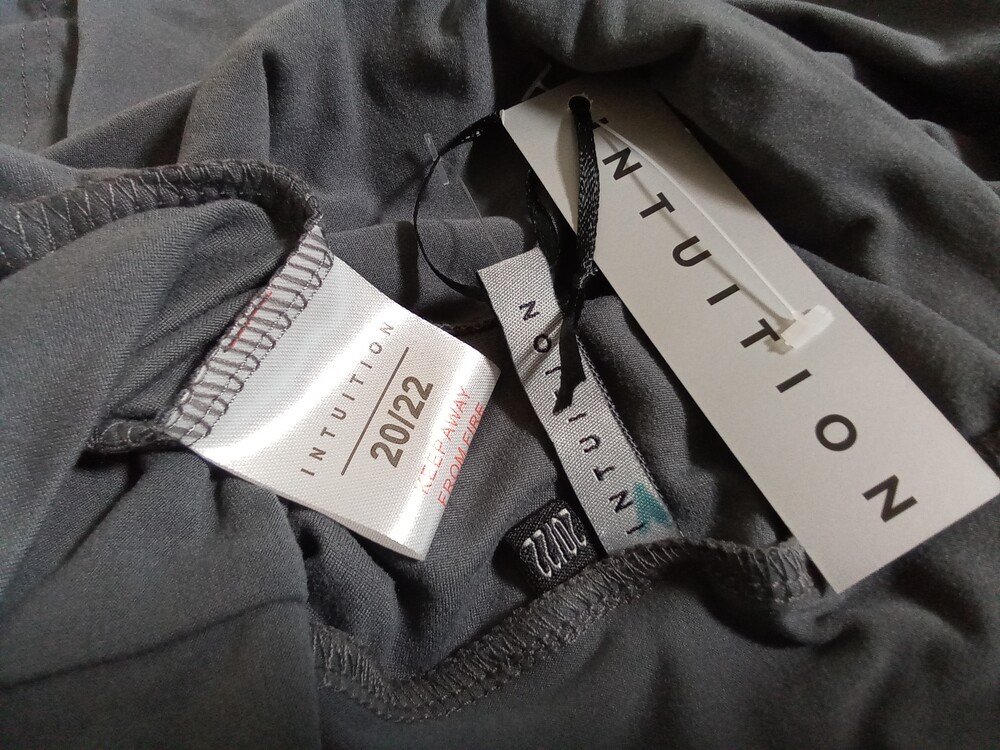 INTUITION
20/22
KEEP AWAY
FROM FIRE
INTUITION
20/22
INTUITION